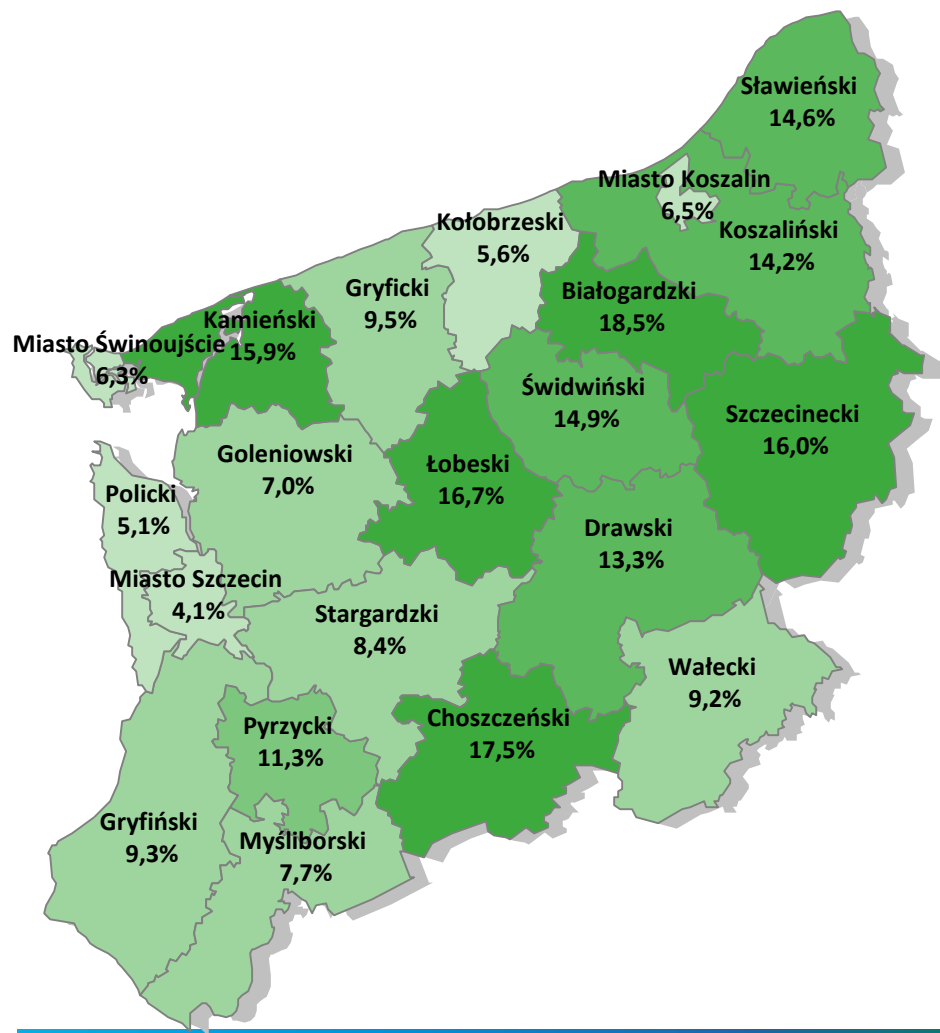 Sławieński
14,6%
Miasto Koszalin
6,5%
Kołobrzeski
5,6%
Koszaliński
14,2%
Gryficki
9,5%
Białogardzki
18,5%
Kamieński
15,9%
Miasto Świnoujście
6,3%
Świdwiński
14,9%
Szczecinecki
16,0%
Goleniowski
7,0%
Łobeski
16,7%
Policki
5,1%
Drawski
13,3%
Miasto Szczecin
4,1%
Stargardzki
8,4%
Wałecki
9,2%
Choszczeński
17,5%
Pyrzycki
11,3%
Gryfiński
9,3%
Myśliborski
7,7%